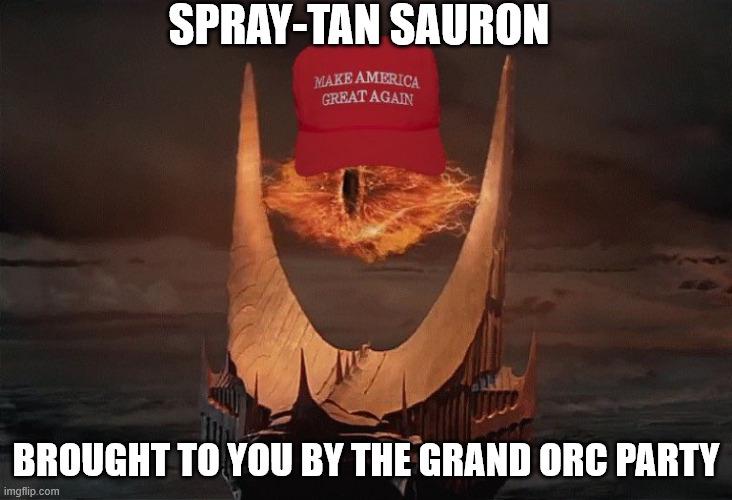 SPRAY-TAN SAURON
MAKE AMERICA
GREAT AGAIN
BROUGHT TO YOU BY THE GRAND ORC PARTY
imgflip.com